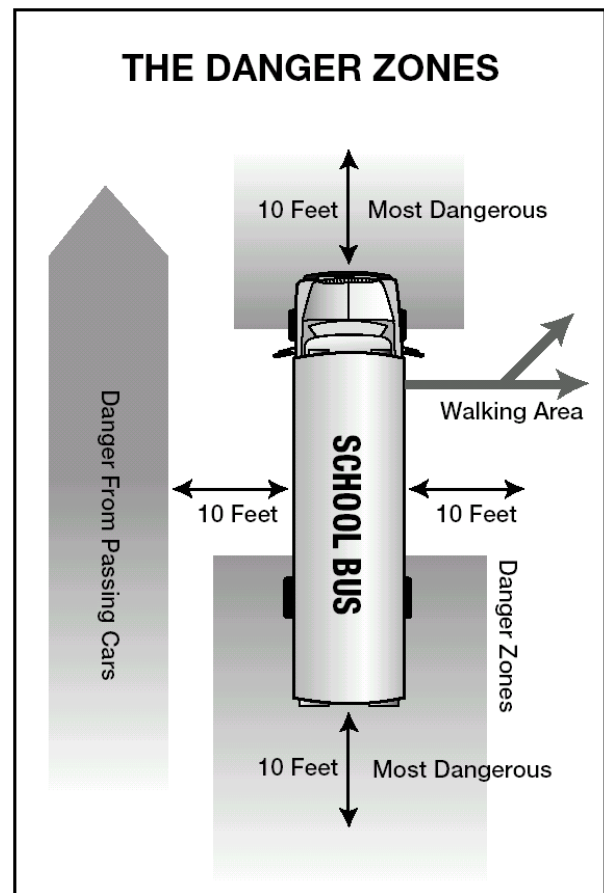 THE DANGER ZONES
10 Feet
Most Dangerous
Walking Area
Danger From Passing Cars
SCHOOL BUS
10 Feet
10 Feet
Danger Zones
10 Feet
Most Dangerous